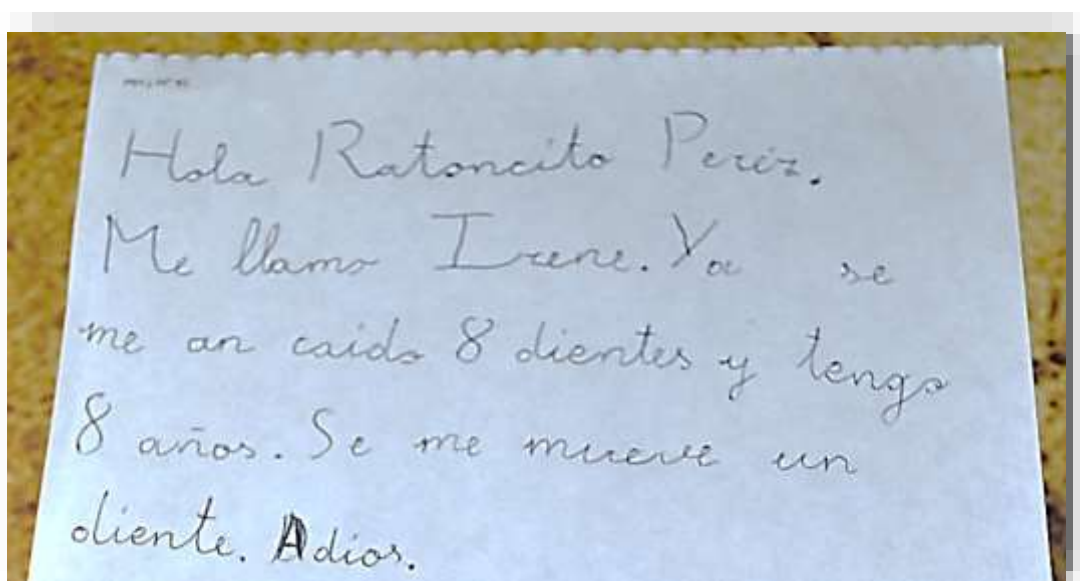 Hola Ratoncito Perez.
Me llamo Irene. Ya se
me an caido 8 dientes y tengo
8 años. Se me mueve un
diente. Adios.